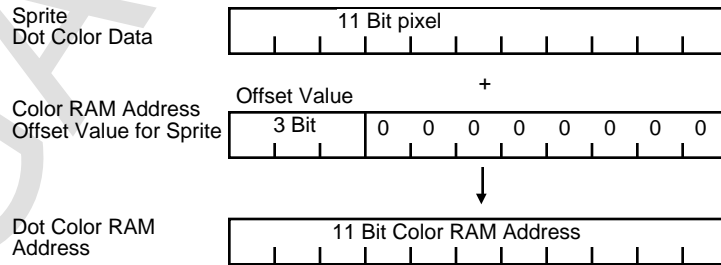 Sprite
Dot Color Data
11 Bit pixel
+
Offset Value
Color RAM Address
Offset Value for Sprite
3 Bit
0 0 0 0 0 0 0 0
Dot Color RAM
Address
11 Bit Color RAM Address